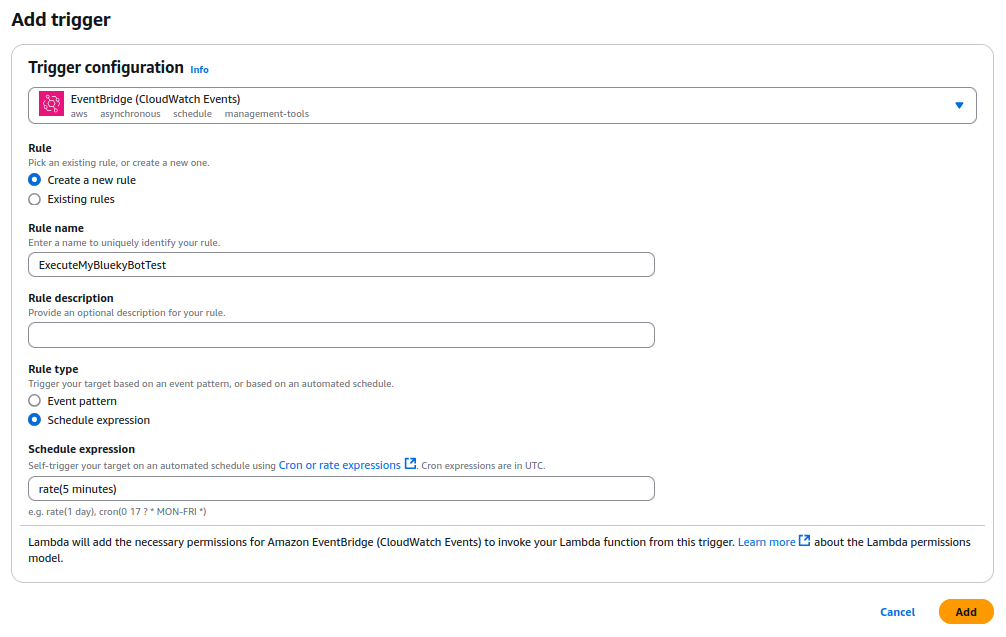 Add trigger
Trigger configuration Info
EventBridge (CloudWatch Events)
aws asynchronous schedule management-tools
Rule
Pick an existing rule, or create a new one.
Create a new rule
Existing rules
Rule name
Enter a name to uniquely identify your rule.
ExecuteMyBluekyBotTest
Rule description
Provide an optional description for your rule.
Rule type
Trigger your target based on an event pattern, or based on an automated schedule.
Event pattern
Schedule expression
Schedule expression
Self-trigger your target on an automated schedule using Cron or rate expressions. Cron expressions are in UTC.
rate(5 minutes)
e.g. rate(1 day), cron(0 17 ? * MON-FRI *)
Lambda will add the necessary permissions for Amazon EventBridge (CloudWatch Events) to invoke your Lambda function from this trigger. Learn more about the Lambda permissions
model.
Cancel Add